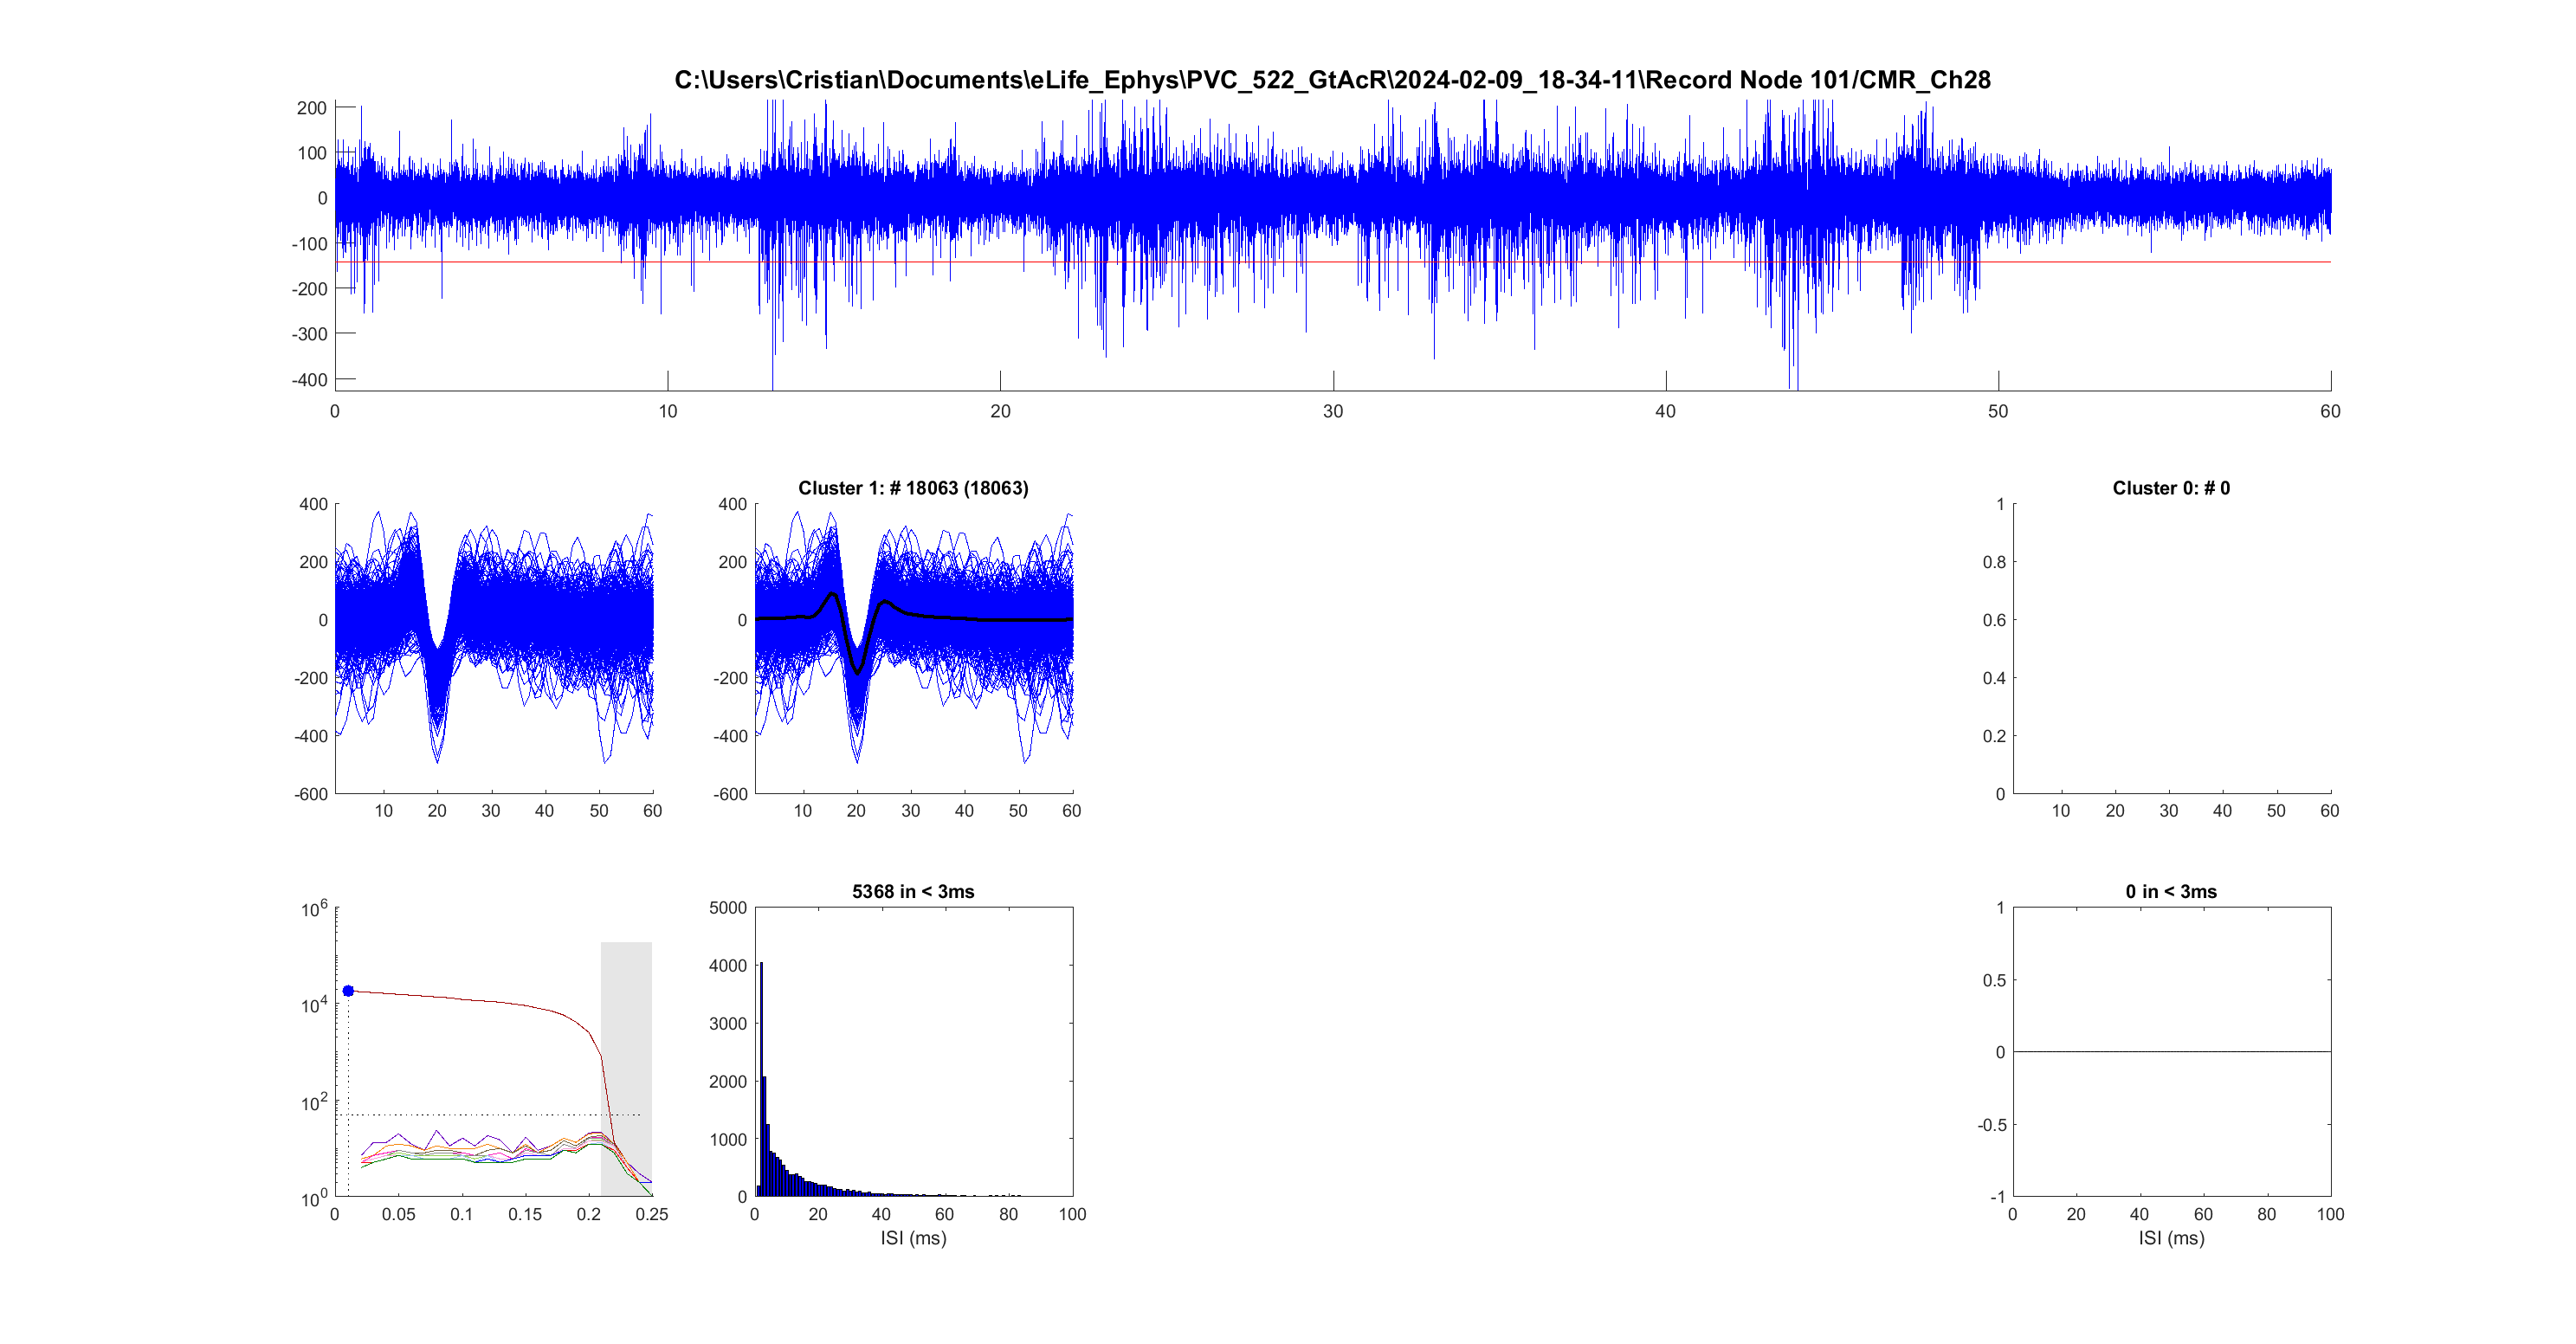 C:\Users\Cristian\Documents\eLife_Ephys\PVC_522_GtAcR\2024-02-09_18-34-11\Record Node 101/CMR_Ch28
200
100
0
-100
-200
-300
-400
0 10 20 30 40 50 60
400
200
0
-200
-400
-600
10 20 30 40 50 60
Cluster 1: # 18063 (18063)
400
200
0
-200
-400
-600
10 20 30 40 50 60
Cluster 0: # 0
1
0.8
0.6
0.4
0.2
0
10 20 30 40 50 60
10^6
10^4
10^2
10^0
0 0.05 0.1 0.15 0.2 0.25
5368 in < 3ms
5000
4000
3000
2000
1000
0
0 20 40 60 80 100
ISI (ms)
0 in < 3ms
1
0.5
0
-0.5
-1
0 20 40 60 80 100
ISI (ms)